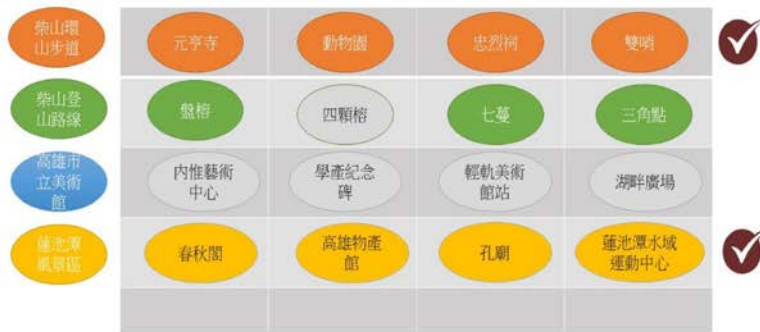 柴山環
山步道
元亨寺
動物園
忠烈祠
雙哨
柴山登
山路線
盤榕
四顆榕
七蔓
三角點
高雄市
立美術
館
內惟藝術
中心
學產紀念
碑
輕軌美術
館站
湖畔廣場
蓮池潭
風景區
春秋閣
高雄物產
館
孔廟
蓮池潭水域
運動中心